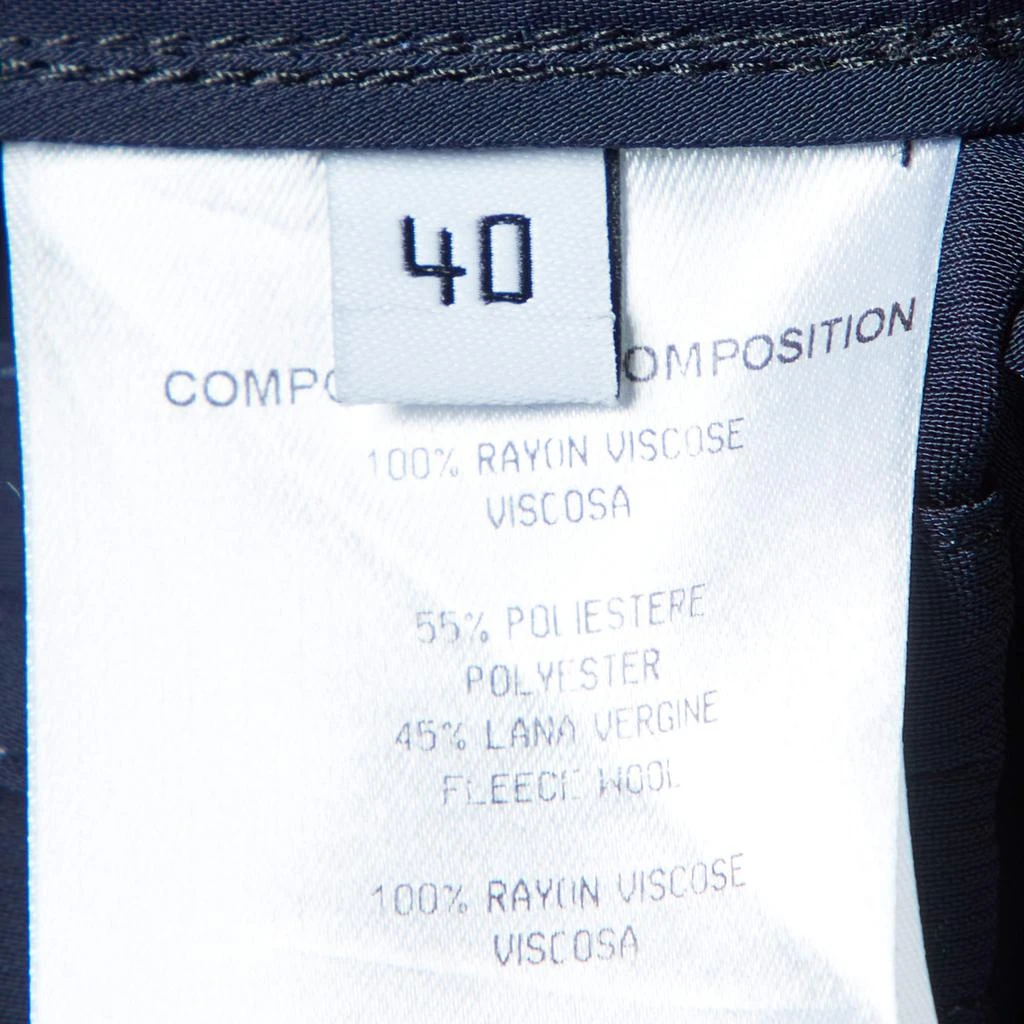 40
COMPO OMPOSITION
100% RAYON VISCOSE
VISCOSA
55% POLIESTERE
POLYESTER
45% LANA VERGINE
FLEECE WOOL
100% RAYON VISCOSE
VISCOSA